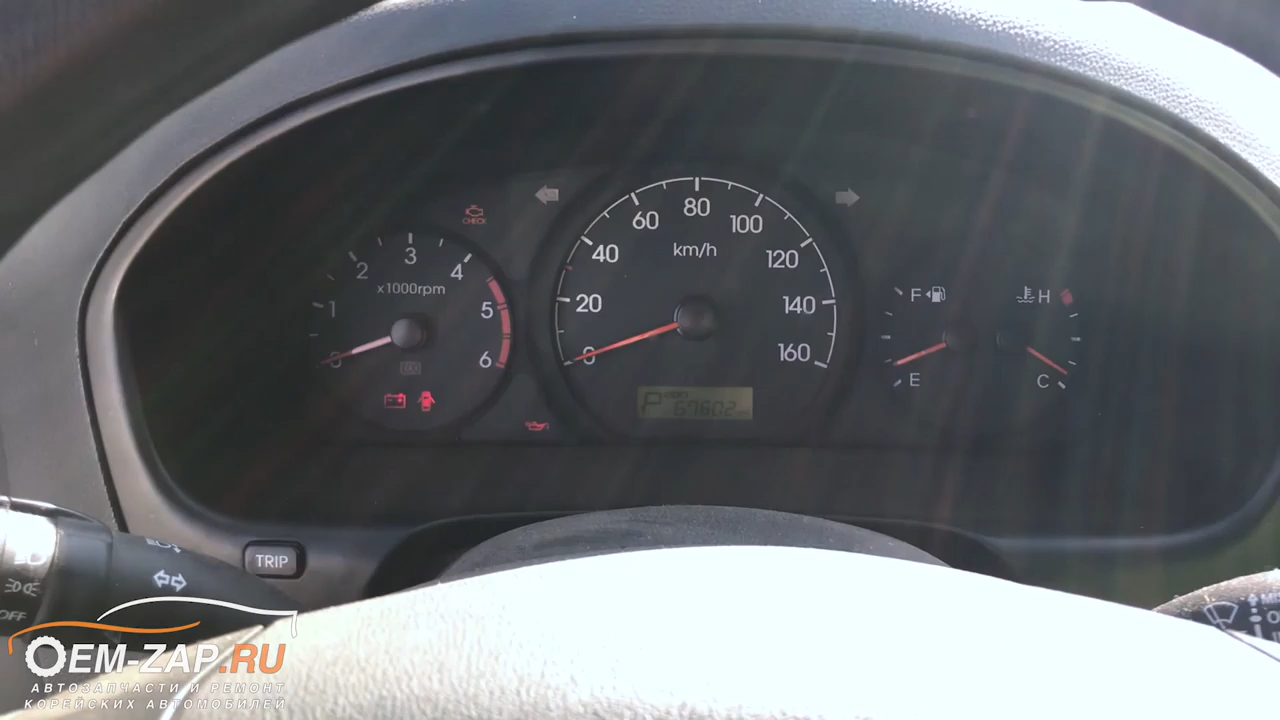 CHECK
0 1 2 3 4 5 6
x1000rpm
0 20 40 60 80 100 120 140 160
km/h
F
E
H
C
P
67602
TRIP
OFF
OEM-ZAP.RU
АВТОЗАПЧАСТИ И РЕМОНТ
КОРЕЙСКИХ АВТОМОБИЛЕЙ